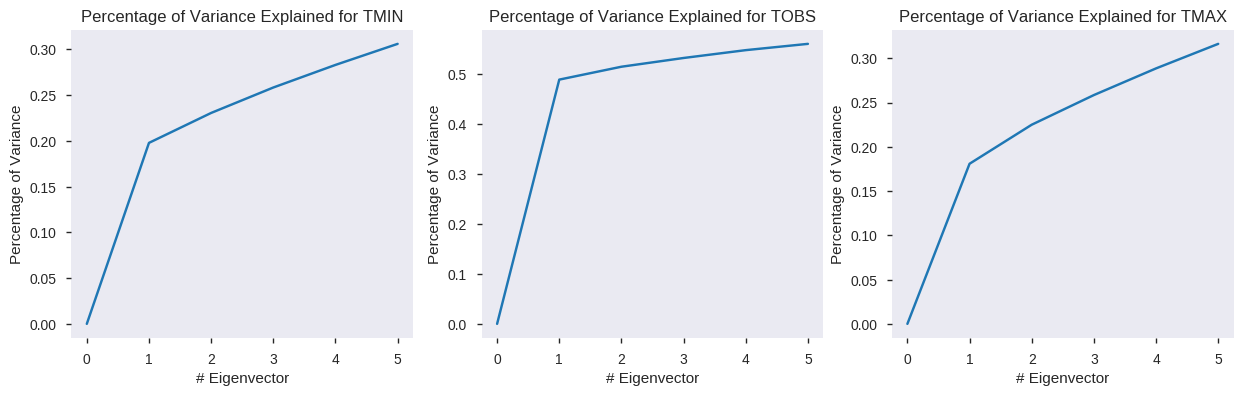 Percentage of Variance Explained for TMIN
Percentage of Variance
0.30
0.25
0.20
0.15
0.10
0.05
0.00
0 1 2 3 4 5
# Eigenvector
Percentage of Variance Explained for TOBS
Percentage of Variance
0.5
0.4
0.3
0.2
0.1
0.0
0 1 2 3 4 5
# Eigenvector
Percentage of Variance Explained for TMAX
Percentage of Variance
0.30
0.25
0.20
0.15
0.10
0.05
0.00
0 1 2 3 4 5
# Eigenvector